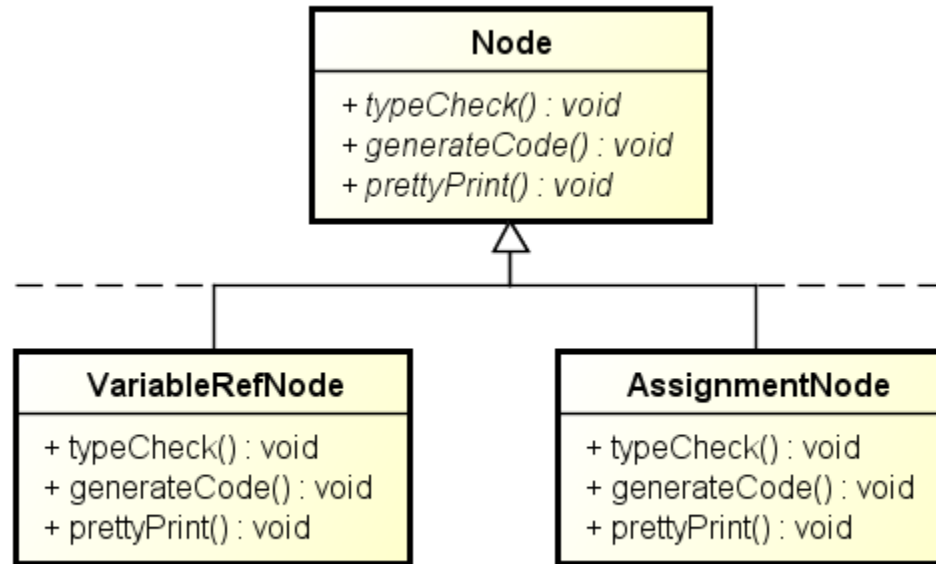 Node
+ typeCheck() : void
+ generateCode() : void
+ prettyPrint() : void
VariableRefNode
+ typeCheck() : void
+ generateCode() : void
+ prettyPrint() : void
AssignmentNode
+ typeCheck() : void
+ generateCode() : void
+ prettyPrint() : void